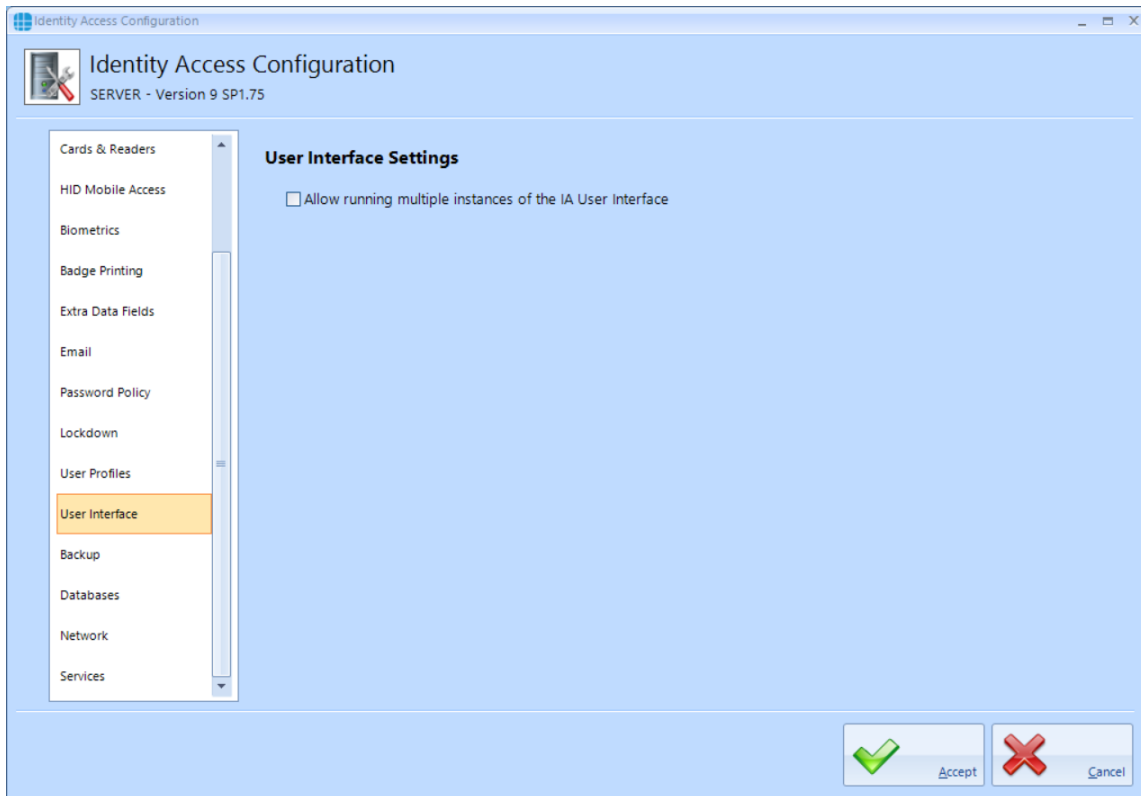 Identity Access Configuration
Identity Access Configuration
SERVER - Version 9 SP1.75
Cards & Readers
HID Mobile Access
Biometrics
Badge Printing
Extra Data Fields
Email
Password Policy
Lockdown
User Profiles
User Interface
Backup
Databases
Network
Services
User Interface Settings
Allow running multiple instances of the IA User Interface
Accept
Cancel